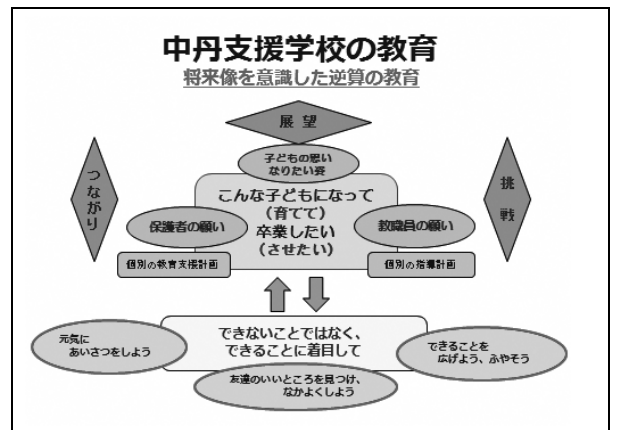 中丹支援学校の教育
将来像を意識した逆算の教育
展望
つながり
挑戦
子どもの思い
なりたい姿
こんな子どもになって
(育てて)
卒業したい
(させたい)
保護者の願い
教職員の願い
個別の教育支援計画
個別の指導計画
できないことではなく、
できることに着目して
元気に
あいさつをしよう
できることを
広げよう、ふやそう
友達のいいところを見つけ、
なかよくしよう